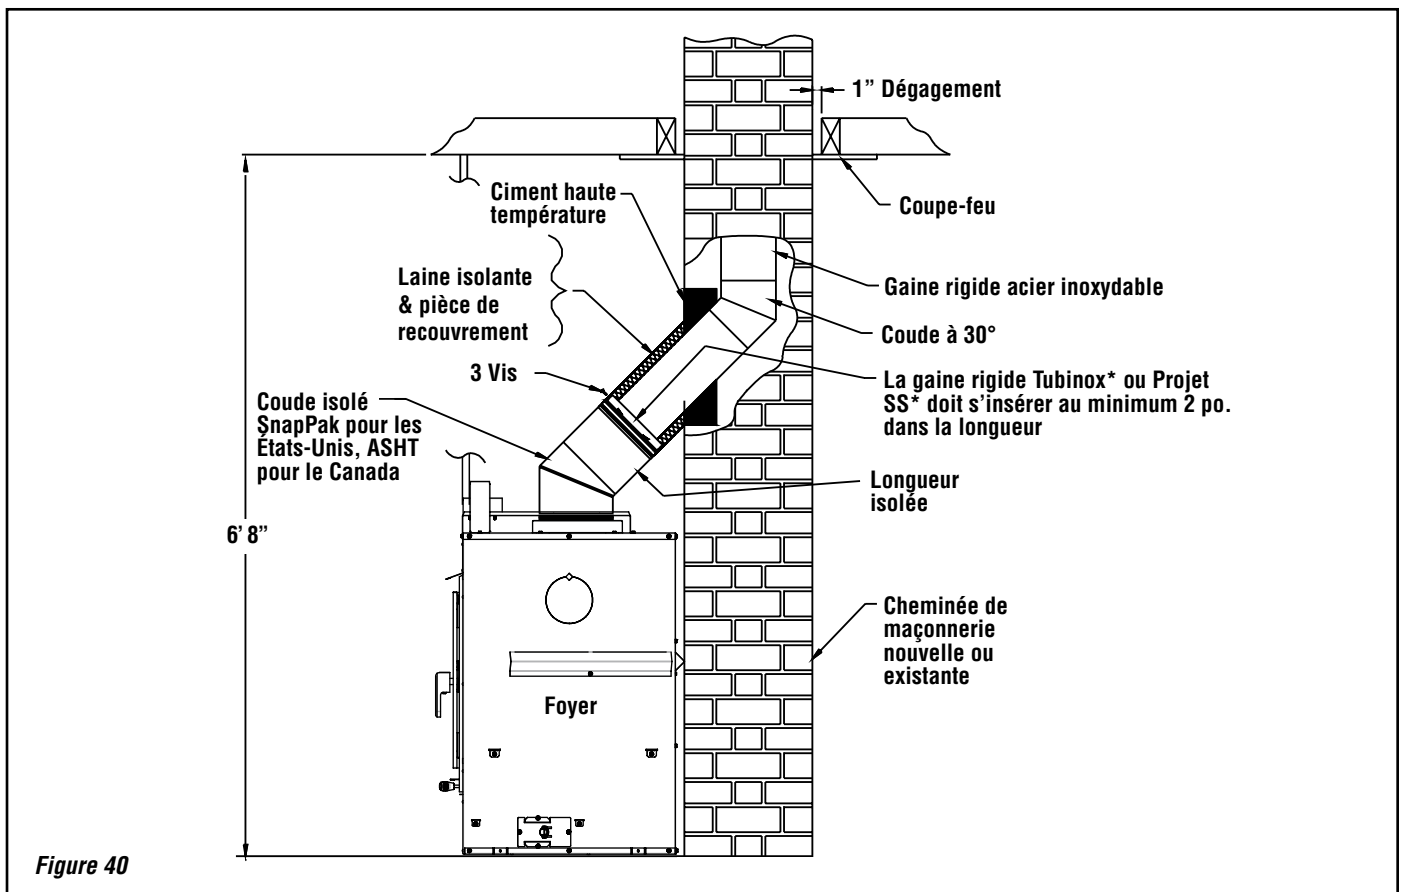 1” Dégagement
Ciment haute
température
Coupe-feu
Laine isolante
& pièce de
recouvrement
Gaine rigide acier inoxydable
Coude à 30°
3 Vis
La gaine rigide Tubinox* ou Projet
SS* doit s’insérer au minimum 2 po.
dans la longueur
Coude isolé
SnapPak pour les
États-Unis, ASHT
pour le Canada
Longueur
isolée
6’ 8”
Cheminée de
maçonnerie
nouvelle ou
existante
Foyer
Figure 40